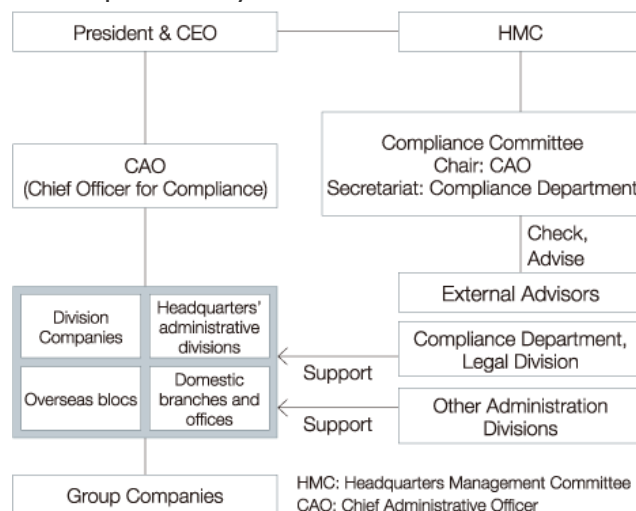 President & CEO
HMC
CAO
(Chief Officer for Compliance)
Compliance Committee
Chair: CAO
Secretariat: Compliance Department
Check,
Advise
External Advisors
Division
Companies
Headquarters'
administrative
divisions
Overseas blocs
Domestic
branches and
offices
Support
Compliance Department,
Legal Division
Support
Other Administration
Divisions
Group Companies
HMC: Headquarters Management Committee
CAO: Chief Administrative Officer